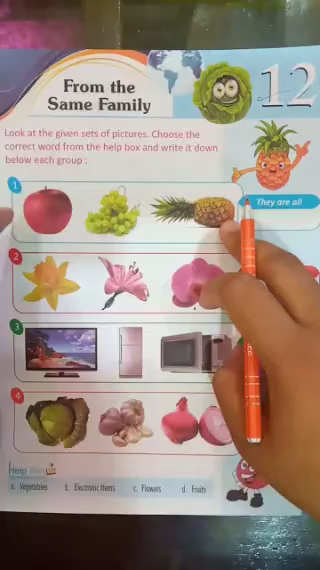 From the
Same Family
12
Look at the given sets of pictures. Choose the
correct word from the help box and write it down
below each group :
1
They are all
2
3
4
Help
a. Vegetables b. Electronic Items c. Flowers d. Fruits